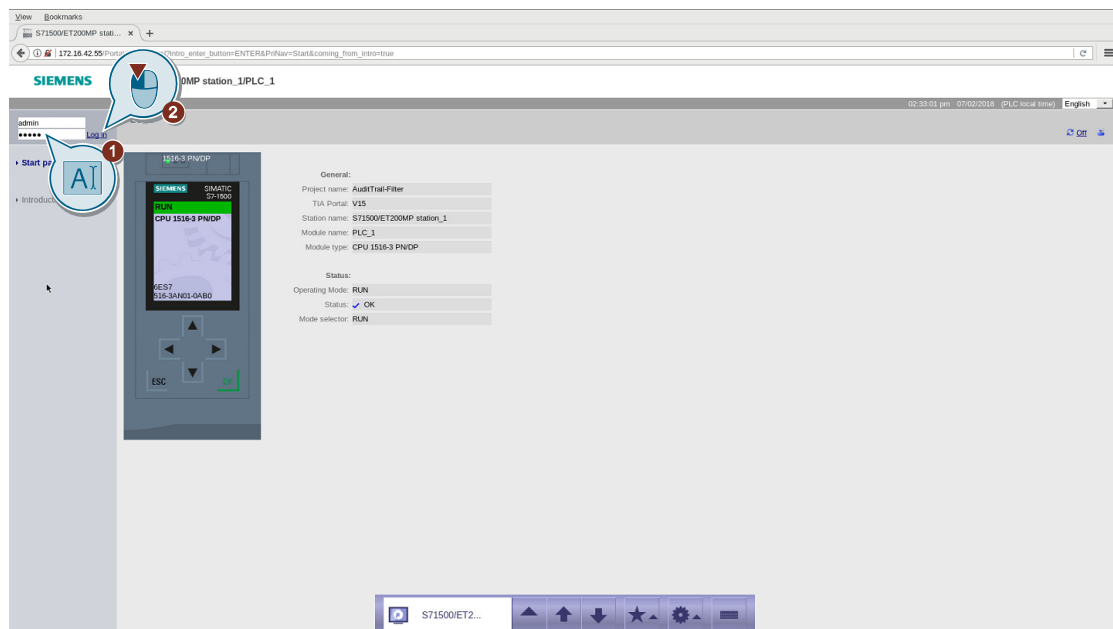 View Bookmarks
S71500/ET200MP stati... × +
172.16.42.55/Porta ?intro_enter_button=ENTER&PriNav=Start&coming_from_intro=true
SIEMENS 0MP station_1/PLC_1
02:33:01 pm 07/02/2018 (PLC local time) English
admin
••••• Log in
Off
1
2
A
Start pa
Introduct
1516-3 PN/DP
SIEMENS SIMATIC
S7-1500
RUN
CPU 1516-3 PN/DP
6ES7
516-3AN01-0AB0
ESC OK
General:
Project name: AuditTrail-Filter
TIA Portal: V15
Station name: S71500/ET200MP station_1
Module name: PLC_1
Module type: CPU 1516-3 PN/DP
Status:
Operating Mode: RUN
Status: OK
Mode selector: RUN
S71500/ET2...